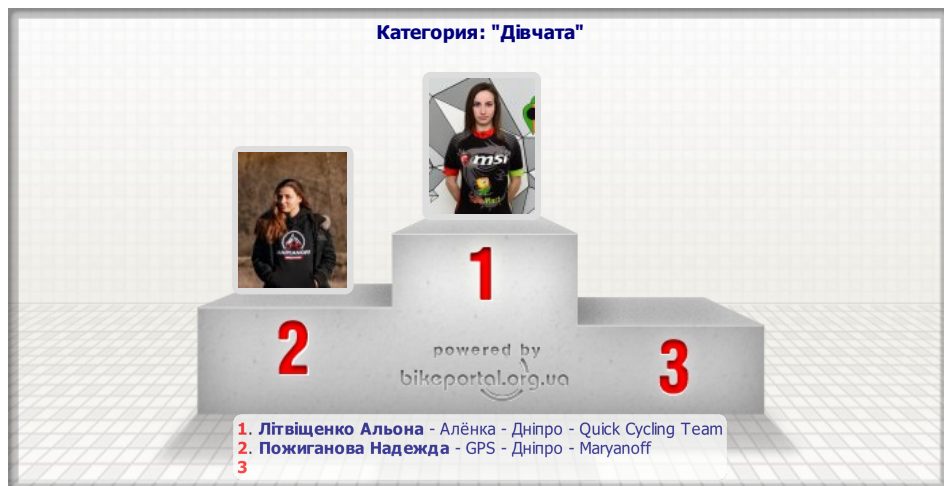 Категория: "Дівчата"
msi
1
2
3
powered by
bikeportal.org.ua
1. Літвіщенко Альона - Алёнка - Дніпро - Quick Cycling Team
2. Пожиганова Надежда - GPS - Дніпро - Maryanoff
3